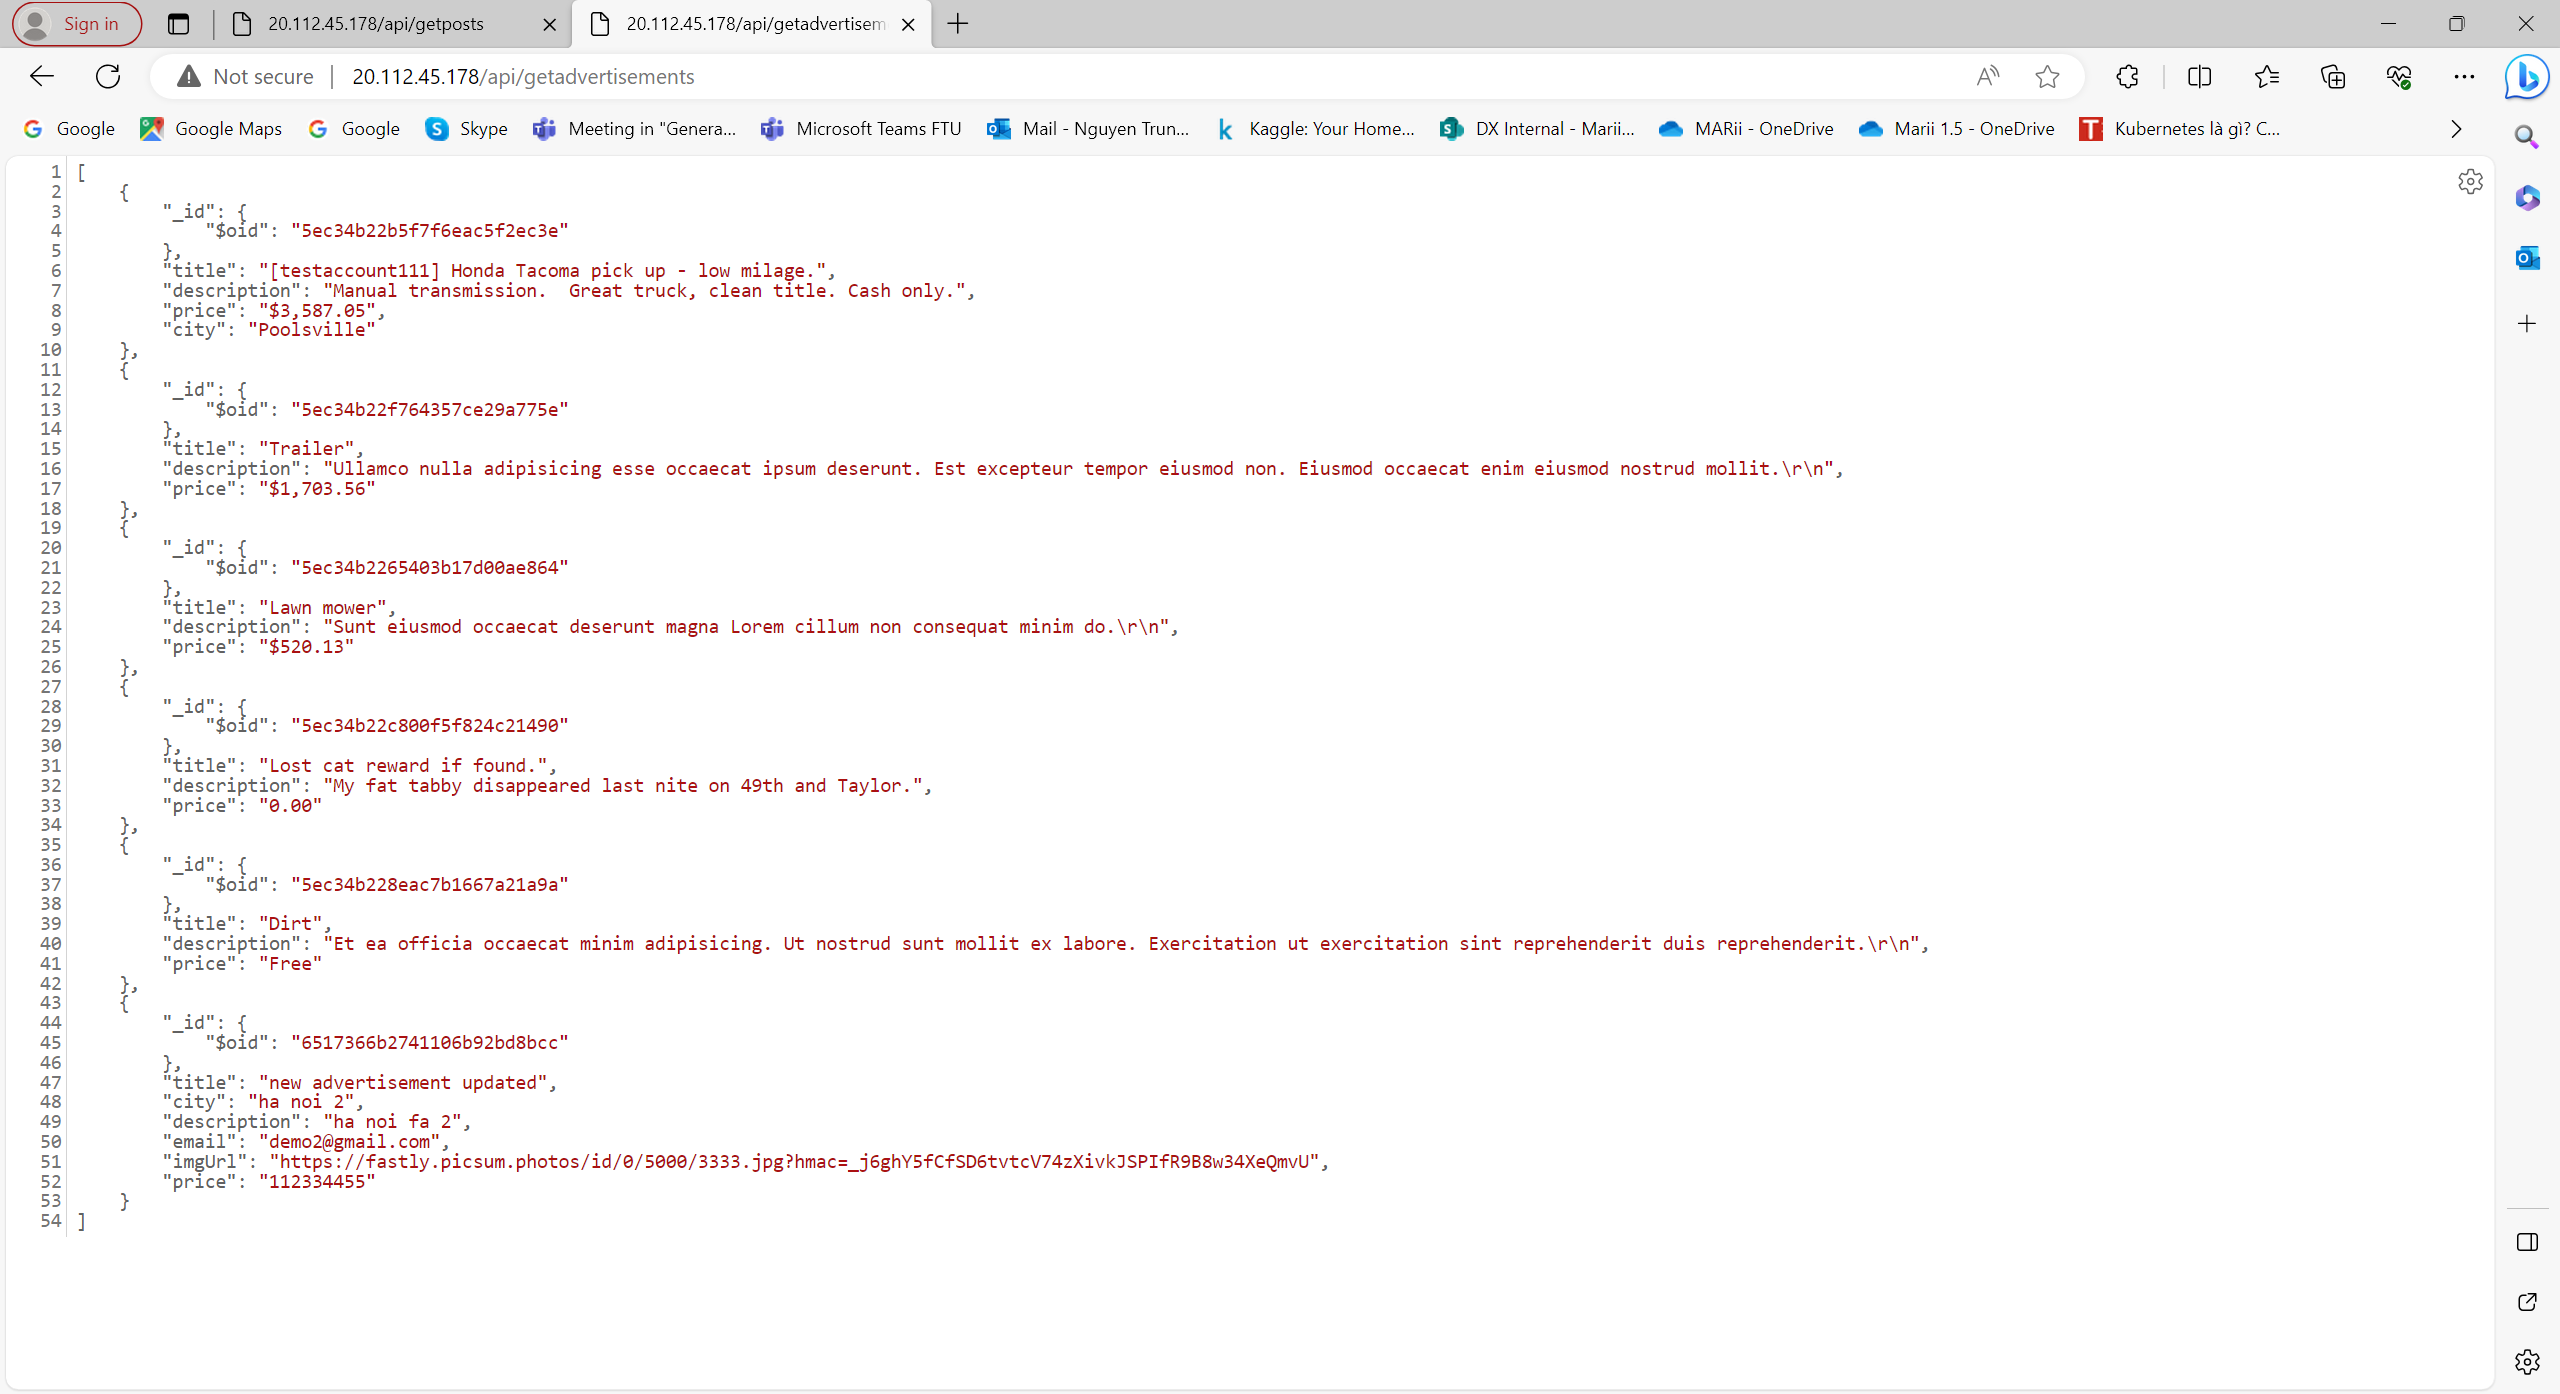 Sign in
20.112.45.178/api/getposts
20.112.45.178/api/getadvertisem
Not secure
20.112.45.178/api/getadvertisements
Google
Google Maps
Google
Skype
Meeting in "Genera...
Microsoft Teams FTU
Mail - Nguyen Trun...
Kaggle: Your Home...
DX Internal - Marii...
MARii - OneDrive
Marii 1.5 - OneDrive
Kubernetes là gì? C...
1 [
2 {
3 "_id": {
4 "$oid": "5ec34b22b5f7f6eac5f2ec3e"
5 },
6 "title": "[testaccount111] Honda Tacoma pick up - low milage.",
7 "description": "Manual transmission.  Great truck, clean title. Cash only.",
8 "price": "$3,587.05",
9 "city": "Poolsville"
10 },
11 {
12 "_id": {
13 "$oid": "5ec34b22f764357ce29a775e"
14 },
15 "title": "Trailer",
16 "description": "Ullamco nulla adipisicing esse occaecat ipsum deserunt. Est excepteur tempor eiusmod non. Eiusmod occaecat enim eiusmod nostrud mollit.\r\n",
17 "price": "$1,703.56"
18 },
19 {
20 "_id": {
21 "$oid": "5ec34b2265403b17d00ae864"
22 },
23 "title": "Lawn mower",
24 "description": "Sunt eiusmod occaecat deserunt magna Lorem cillum non consequat minim do.\r\n",
25 "price": "$520.13"
26 },
27 {
28 "_id": {
29 "$oid": "5ec34b22c800f5f824c21490"
30 },
31 "title": "Lost cat reward if found.",
32 "description": "My fat tabby disappeared last nite on 49th and Taylor.",
33 "price": "0.00"
34 },
35 {
36 "_id": {
37 "$oid": "5ec34b228eac7b1667a21a9a"
38 },
39 "title": "Dirt",
40 "description": "Et ea officia occaecat minim adipisicing. Ut nostrud sunt mollit ex labore. Exercitation ut exercitation sint reprehenderit duis reprehenderit.\r\n",
41 "price": "Free"
42 },
43 {
44 "_id": {
45 "$oid": "6517366b2741106b92bd8bcc"
46 },
47 "title": "new advertisement updated",
48 "city": "ha noi 2",
49 "description": "ha noi fa 2",
50 "email": "demo2@gmail.com",
51 "imgUrl": "https://fastly.picsum.photos/id/0/5000/3333.jpg?hmac=_j6ghY5fCfSD6tvtcV74zXivkJSPIfR9B8w34XeQmvU",
52 "price": "112334455"
53 }
54 ]